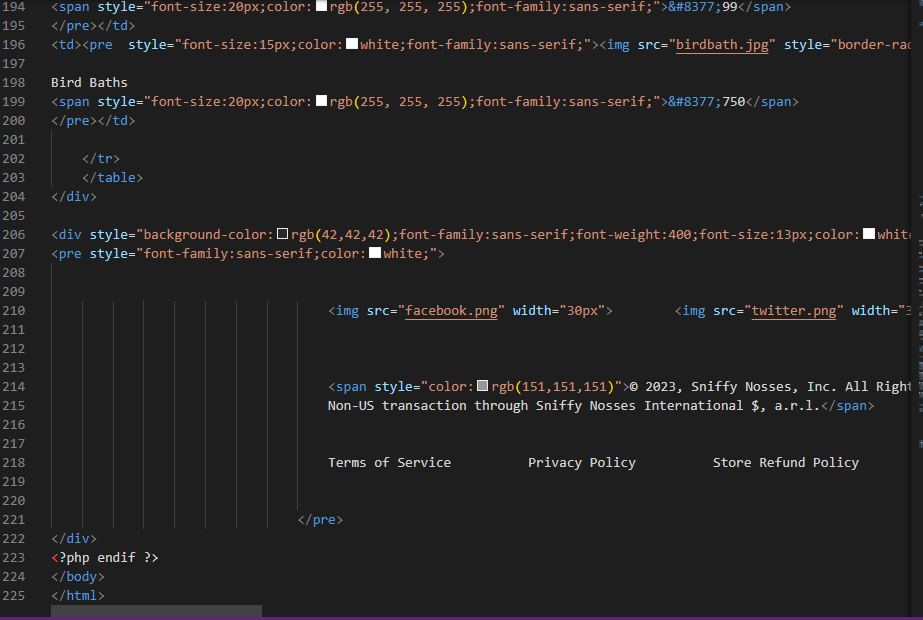 194 <span style="font-size:20px;color:rgb(255, 255, 255);font-family:sans-serif;">&#8377;99</span>
195 </pre></td>
196 <td><pre  style="font-size:15px;color:white;font-family:sans-serif;"><img src="birdbath.jpg" style="border-rad
197
198 Bird Baths
199 <span style="font-size:20px;color:rgb(255, 255, 255);font-family:sans-serif;">&#8377;750</span>
200 </pre></td>
201
202 </tr>
203 </table>
204 </div>
205
206 <div style="background-color:rgb(42,42,42);font-family:sans-serif;font-weight:400;font-size:13px;color:white
207 <pre style="font-family:sans-serif;color:white;">
208
209
210 <img src="facebook.png" width="30px">        <img src="twitter.png" width="3
211
212
213
214 <span style="color:rgb(151,151,151)">© 2023, Sniffy Nosses, Inc. All Right
215 Non-US transaction through Sniffy Nosses International $, a.r.l.</span>
216
217
218 Terms of Service          Privacy Policy          Store Refund Policy
219
220
221 </pre>
222 </div>
223 <?php endif ?>
224 </body>
225 </html>